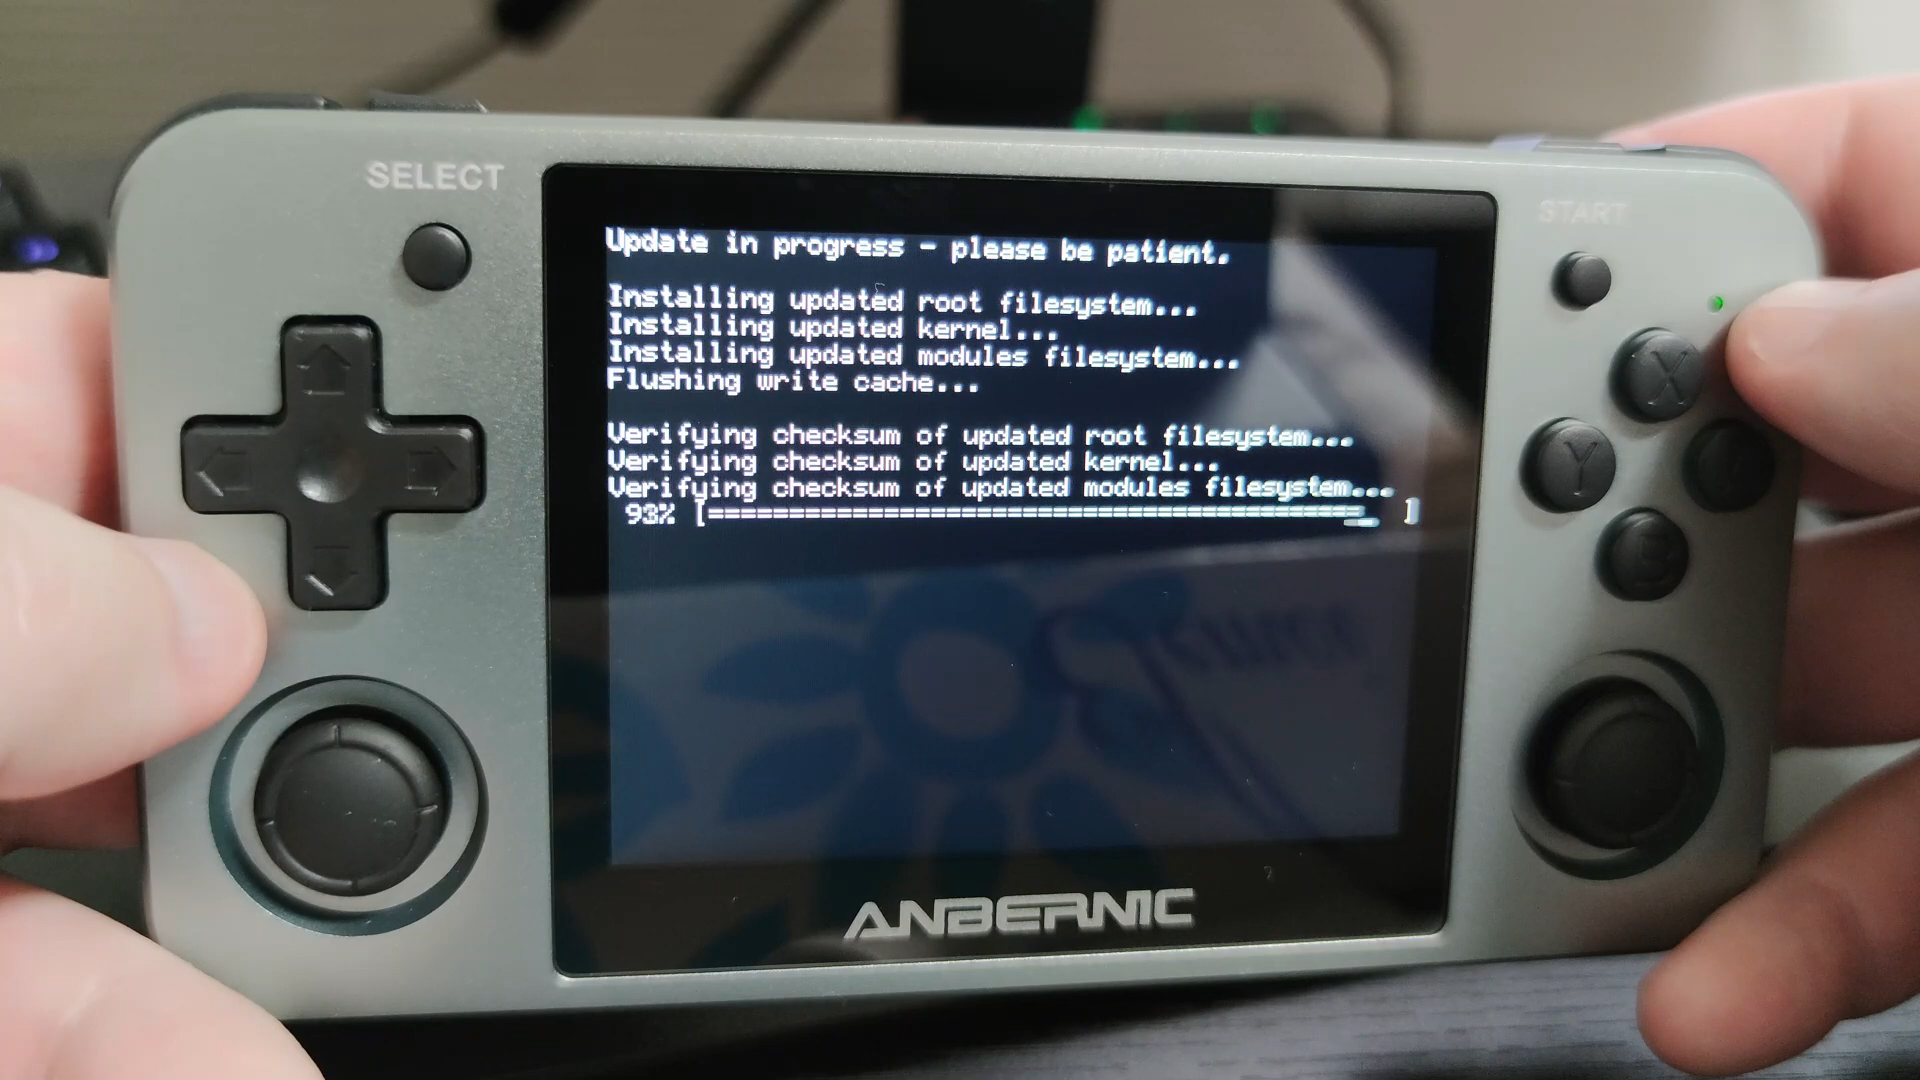 SELECT
START
Update in progress - please be patient.
Installing updated root filesystem...
Installing updated kernel...
Installing updated modules filesystem...
Flushing write cache...
Verifying checksum of updated root filesystem...
Verifying checksum of updated kernel...
Verifying checksum of updated modules filesystem...
93% [============================================_ ]
X
Y
B
ANBERNIC